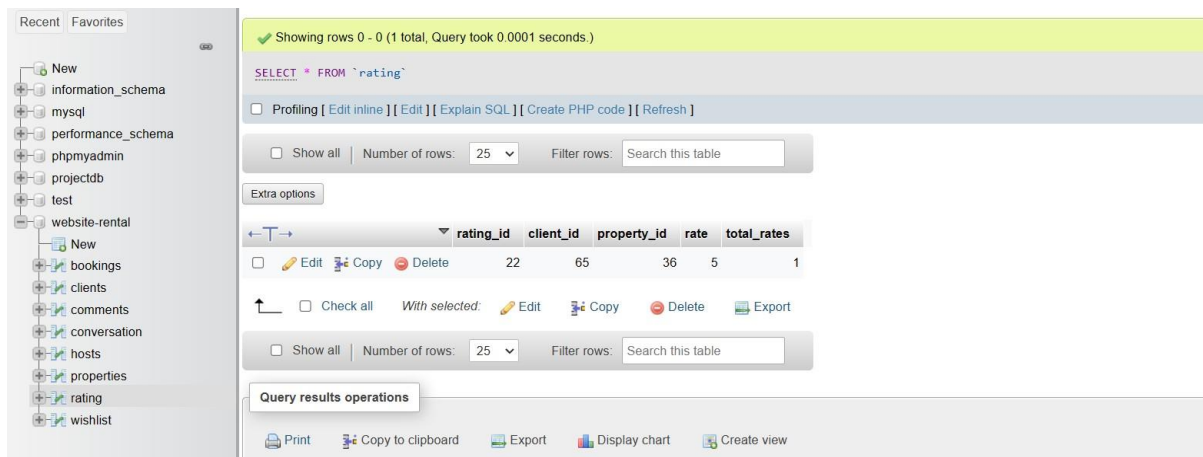 Recent Favorites
New
information_schema
mysql
performance_schema
phpmyadmin
projectdb
test
website-rental
New
bookings
clients
comments
conversation
hosts
properties
rating
wishlist
Showing rows 0 - 0 (1 total, Query took 0.0001 seconds.)
SELECT * FROM `rating`
Profiling [ Edit inline ] [ Edit ] [ Explain SQL ] [ Create PHP code ] [ Refresh ]
Show all | Number of rows: 25 Filter rows: Search this table
Extra options
←T→ rating_id client_id property_id rate total_rates
Edit Copy Delete 22 65 36 5 1
Check all With selected: Edit Copy Delete Export
Show all | Number of rows: 25 Filter rows: Search this table
Query results operations
Print Copy to clipboard Export Display chart Create view